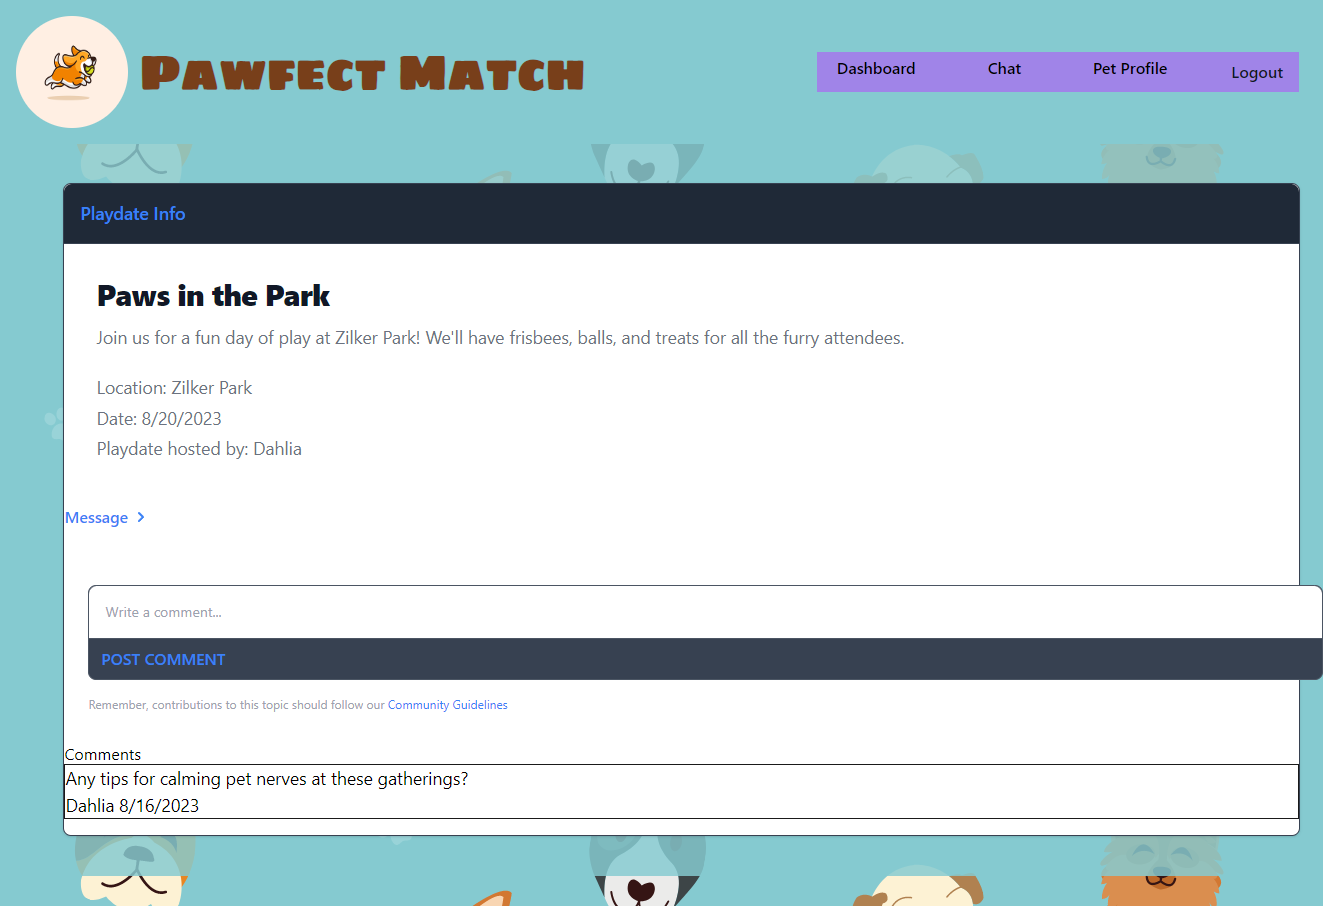 Pawfect Match
Dashboard Chat Pet Profile Logout
Playdate Info
Paws in the Park
Join us for a fun day of play at Zilker Park! We'll have frisbees, balls, and treats for all the furry attendees.
Location: Zilker Park
Date: 8/20/2023
Playdate hosted by: Dahlia
Message
Write a comment...
POST COMMENT
Remember, contributions to this topic should follow our Community Guidelines
Comments
Any tips for calming pet nerves at these gatherings?
Dahlia 8/16/2023